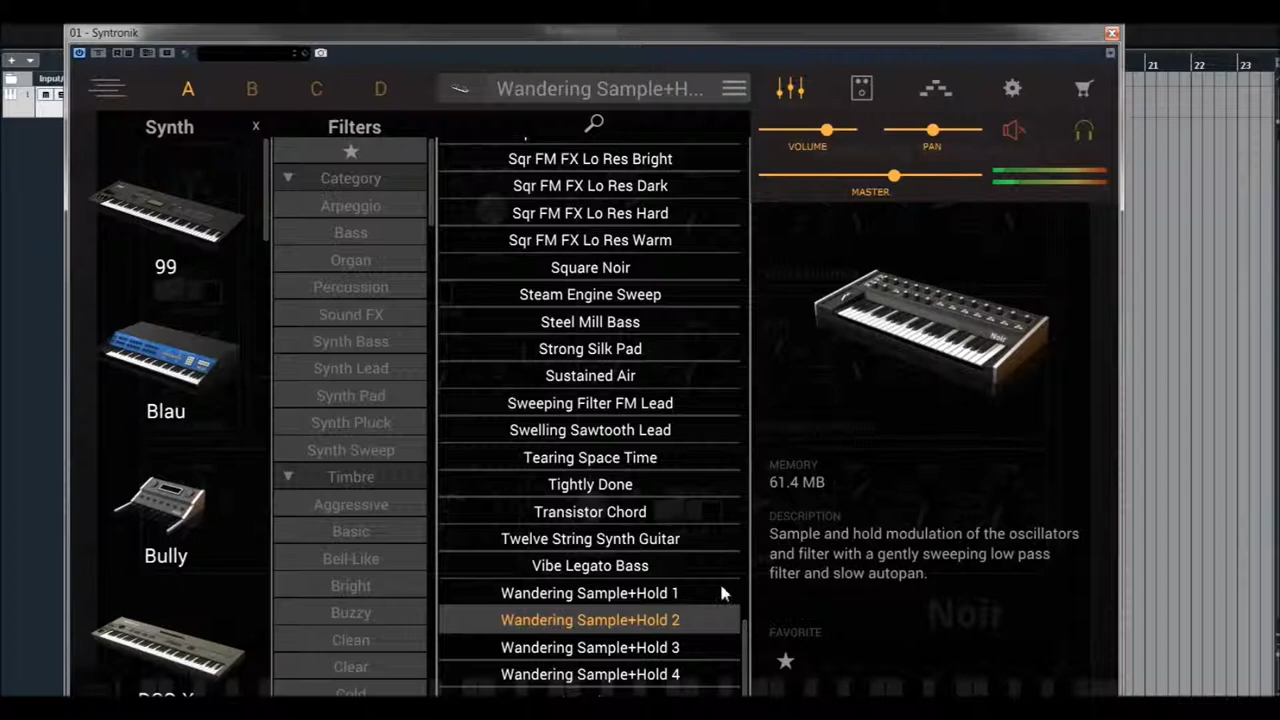 01 - Syntronik
Input/
21 22 23
A B C D
Wandering Sample+H...
Synth x
Filters
99
Blau
Bully
Category
Arpeggio
Bass
Organ
Percussion
Sound FX
Synth Bass
Synth Lead
Synth Pad
Synth Pluck
Synth Sweep
Timbre
Aggressive
Basic
Bell-Like
Bright
Buzzy
Clean
Clear
Sqr FM FX Lo Res Bright
Sqr FM FX Lo Res Dark
Sqr FM FX Lo Res Hard
Sqr FM FX Lo Res Warm
Square Noir
Steam Engine Sweep
Steel Mill Bass
Strong Silk Pad
Sustained Air
Sweeping Filter FM Lead
Swelling Sawtooth Lead
Tearing Space Time
Tightly Done
Transistor Chord
Twelve String Synth Guitar
Vibe Legato Bass
Wandering Sample+Hold 1
Wandering Sample+Hold 2
Wandering Sample+Hold 3
Wandering Sample+Hold 4
VOLUME
PAN
MASTER
Noir
MEMORY
61.4 MB
DESCRIPTION
Sample and hold modulation of the oscillators
and filter with a gently sweeping low pass
filter and slow autopan.
Noir
FAVORITE